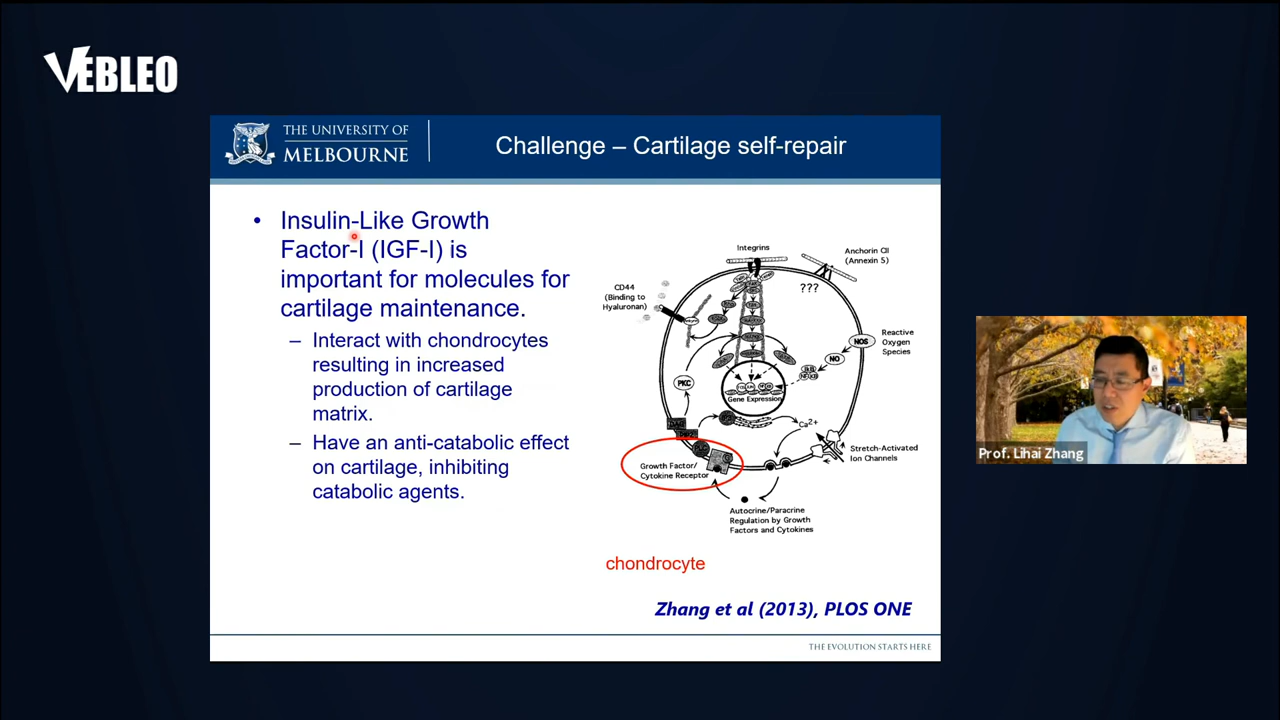 VEBLEO
THE UNIVERSITY OF
MELBOURNE
Challenge – Cartilage self-repair
• Insulin-Like Growth
Factor-I (IGF-I) is
important for molecules for
cartilage maintenance.
– Interact with chondrocytes
resulting in increased
production of cartilage
matrix.
– Have an anti-catabolic effect
on cartilage, inhibiting
catabolic agents.
Integrins
Anchorin CII
(Annexin 5)
???
CD44
(Binding to
Hyaluronan)
Reactive
Oxygen
Species
NOS
NO
PKC
Gene Expression
Ca2+
Stretch-Activated
Ion Channels
Growth Factor/
Cytokine Receptor
Autocrine/Paracrine
Regulation by Growth
Factors and Cytokines
chondrocyte
Zhang et al (2013), PLOS ONE
THE EVOLUTION STARTS HERE
Prof. Lihai Zhang